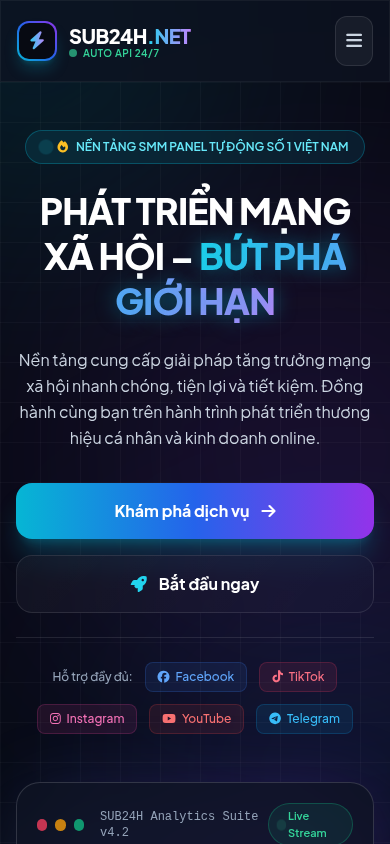 SUB24H.NET
AUTO API 24/7
NỀN TẢNG SMM PANEL TỰ ĐỘNG SỐ 1 VIỆT NAM
PHÁT TRIỂN MẠNG
XÃ HỘI – BỨT PHÁ
GIỚI HẠN
Nền tảng cung cấp giải pháp tăng trưởng mạng
xã hội nhanh chóng, tiện lợi và tiết kiệm. Đồng
hành cùng bạn trên hành trình phát triển thương
hiệu cá nhân và kinh doanh online.
Khám phá dịch vụ
Bắt đầu ngay
Hỗ trợ đầy đủ: Facebook TikTok
Instagram YouTube Telegram
SUB24H Analytics Suite
v4.2
Live
Stream